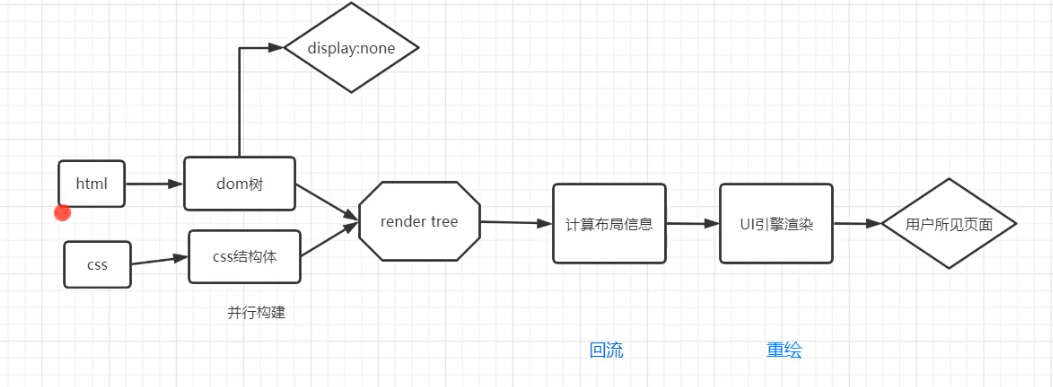 display:none
html
dom树
render tree
计算布局信息
UI引擎渲染
用户所见页面
css
css结构体
并行构建
回流
重绘